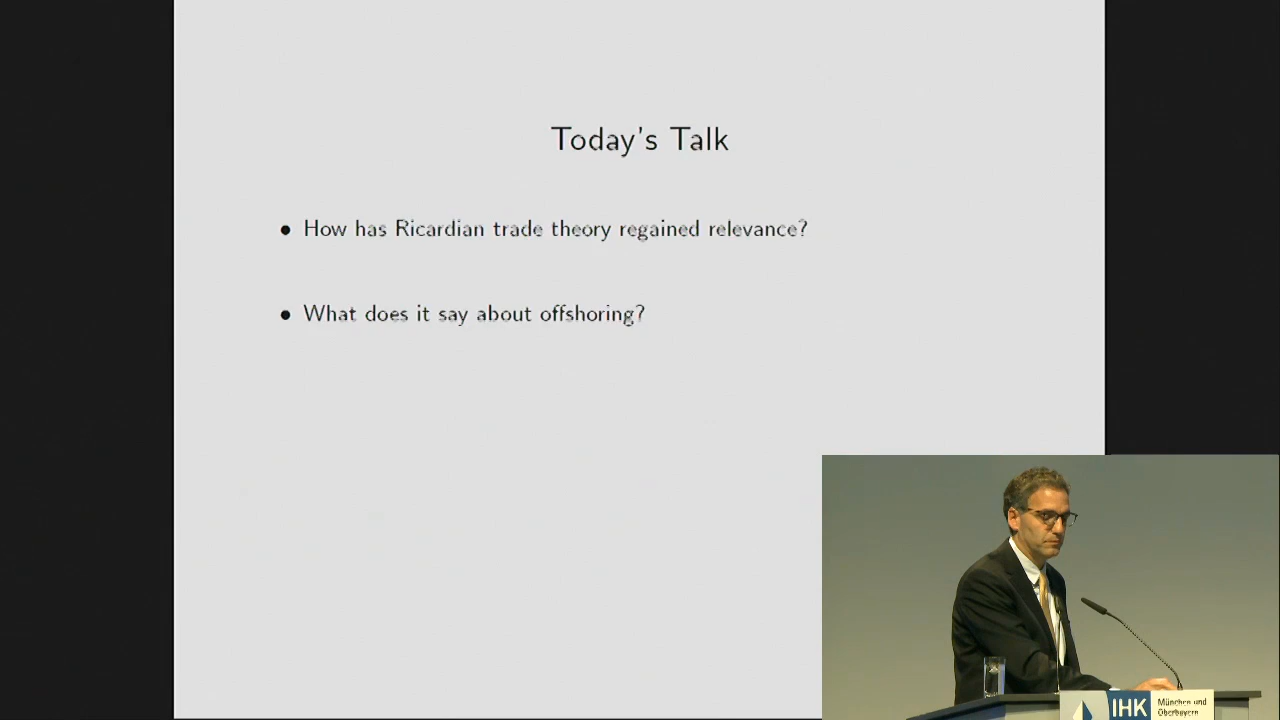 Today's Talk
• How has Ricardian trade theory regained relevance?
• What does it say about offshoring?
IHK
München und
Oberbayern